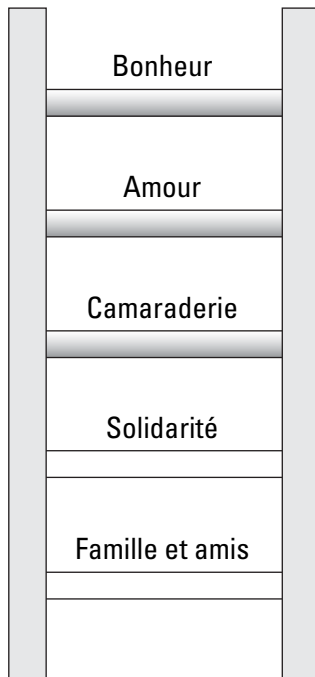 Bonheur
Amour
Camaraderie
Solidarité
Famille et amis